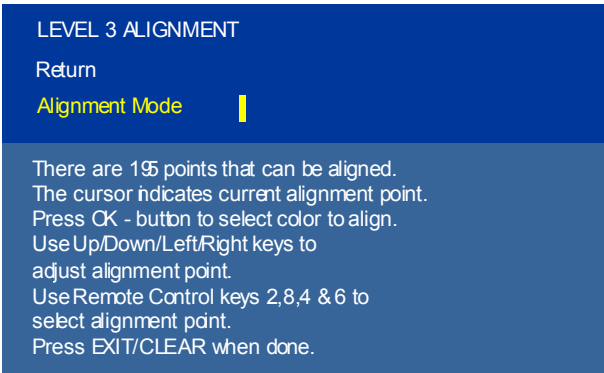 LEVEL 3 ALIGNMENT
Return
Alignment Mode
There are 195 points that can be aligned.
The cursor indicates current alignment point.
Press OK - button to select color to align.
Use Up/Down/Left/Right keys to
adjust alignment point.
Use Remote Control keys 2,8,4 & 6 to
select alignment point.
Press EXIT/CLEAR when done.